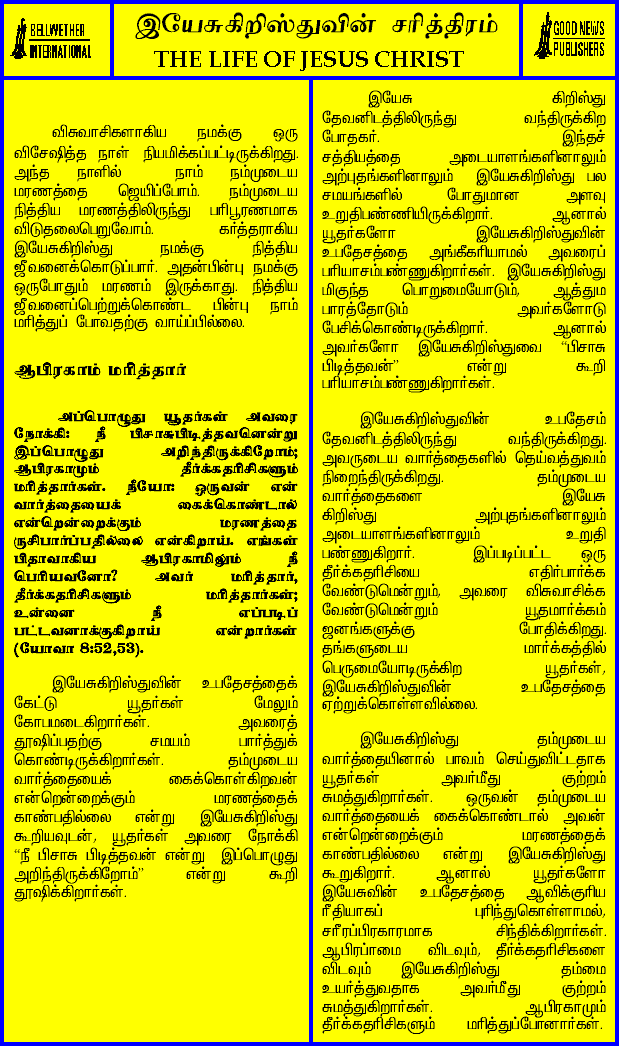 BELLWETHER
INTERNATIONAL
இயேசுகிறிஸ்துவின் சரித்திரம்
THE LIFE OF JESUS CHRIST
GOOD NEWS
PUBLISHERS
விசுவாசிகளாகிய நமக்கு ஒரு
விசேஷித்த நாள் நியமிக்கப்பட்டிருக்கிறது.
அந்த நாளில் நாம் நம்முடைய
மரணத்தை ஜெயிப்போம். நம்முடைய
நித்திய மரணத்திலிருந்து பரிபூரணமாக
விடுதலைபெறுவோம். கர்த்தராகிய
இயேசுகிறிஸ்து நமக்கு நித்திய
ஜீவனைக்கொடுப்பார். அதன்பின்பு நமக்கு
ஒருபோதும் மரணம் இருக்காது. நித்திய
ஜீவனைப்பெற்றுக்கொண்ட பின்பு நாம்
மரித்துப் போவதற்கு வாய்ப்பில்லை.
ஆபிரகாம் மரித்தார்
அப்பொழுது யூதர்கள் அவரை
நோக்கி: நீ பிசாசுபிடித்தவனென்று
இப்பொழுது அறிந்திருக்கிறோம்;
ஆபிரகாமும் தீர்க்கதரிசிகளும்
மரித்தார்கள். நீயோ: ஒருவன் என்
வார்த்தையைக் கைக்கொண்டால்
என்றென்றைக்கும் மரணத்தை
ருசிபார்ப்பதில்லை என்கிறாய். எங்கள்
பிதாவாகிய ஆபிரகாமிலும் நீ
பெரியவனோ? அவர் மரித்தார்,
தீர்க்கதரிசிகளும் மரித்தார்கள்;
உன்னை நீ எப்படிப்
பட்டவனாக்குகிறாய் என்றார்கள்
(யோவா 8:52,53).
இயேசுகிறிஸ்துவின் உபதேசத்தைக்
கேட்டு யூதர்கள் மேலும்
கோபமடைகிறார்கள். அவரைத்
தூஷிப்பதற்கு சமயம் பார்த்துக்
கொண்டிருக்கிறார்கள். தம்முடைய
வார்த்தையைக் கைக்கொள்கிறவன்
என்றென்றைக்கும் மரணத்தைக்
காண்பதில்லை என்று இயேசுகிறிஸ்து
கூறியவுடன், யூதர்கள் அவரை நோக்கி
“நீ பிசாசு பிடித்தவன் என்று இப்பொழுது
அறிந்திருக்கிறோம்” என்று கூறி
தூஷிக்கிறார்கள்.
இயேசு கிறிஸ்து
தேவனிடத்திலிருந்து வந்திருக்கிற
போதகர். இந்தச்
சத்தியத்தை அடையாளங்களினாலும்
அற்புதங்களினாலும் இயேசுகிறிஸ்து பல
சமயங்களில் போதுமான அளவு
உறுதிபண்ணியிருக்கிறார். ஆனால்
யூதர்களோ இயேசுகிறிஸ்துவின்
உபதேசத்தை அங்கீகரியாமல் அவரைப்
பரியாசம்பண்ணுகிறார்கள். இயேசுகிறிஸ்து
மிகுந்த பொறுமையோடும், ஆத்தும
பாரத்தோடும் அவர்களோடு
பேசிக்கொண்டிருக்கிறார். ஆனால்
அவர்களோ இயேசுகிறிஸ்துவை “பிசாசு
பிடித்தவன்” என்று கூறி
பரியாசம்பண்ணுகிறார்கள்.
இயேசுகிறிஸ்துவின் உபதேசம்
தேவனிடத்திலிருந்து வந்திருக்கிறது.
அவருடைய வார்த்தைகளில் தெய்வத்துவம்
நிறைந்திருக்கிறது. தம்முடைய
வார்த்தைகளை இயேசு
கிறிஸ்து அற்புதங்களினாலும்
அடையாளங்களினாலும் உறுதி
பண்ணுகிறார். இப்படிப்பட்ட ஒரு
தீர்க்கதரிசியை எதிர்பார்க்க
வேண்டுமென்றும், அவரை விசுவாசிக்க
வேண்டுமென்றும் யூதமார்க்கம்
ஜனங்களுக்கு போதிக்கிறது.
தங்களுடைய மார்க்கத்தில்
பெருமையோடிருக்கிற யூதர்கள்,
இயேசுகிறிஸ்துவின் உபதேசத்தை
ஏற்றுக்கொள்ளவில்லை.
இயேசுகிறிஸ்து தம்முடைய
வார்த்தையினால் பாவம் செய்துவிட்டதாக
யூதர்கள் அவர்மீது குற்றம்
சுமத்துகிறார்கள். ஒருவன் தம்முடைய
வார்த்தையைக் கைக்கொண்டால் அவன்
என்றென்றைக்கும் மரணத்தைக்
காண்பதில்லை என்று இயேசுகிறிஸ்து
கூறுகிறார். ஆனால் யூதர்களோ
இயேசுவின் உபதேசத்தை ஆவிக்குரிய
ரீதியாகப் புரிந்துகொள்ளாமல்,
சரீரப்பிரகாரமாக சிந்திக்கிறார்கள்.
ஆபிரப்ாமை விடவும், தீர்க்கதரிசிகளை
விடவும் இயேசுகிறிஸ்து தம்மை
உயர்த்துவதாக அவர்மீது குற்றம்
சுமத்துகிறார்கள். ஆபிரகாமும்
தீர்க்கதரிசிகளும் மரித்துப்போனார்கள்.